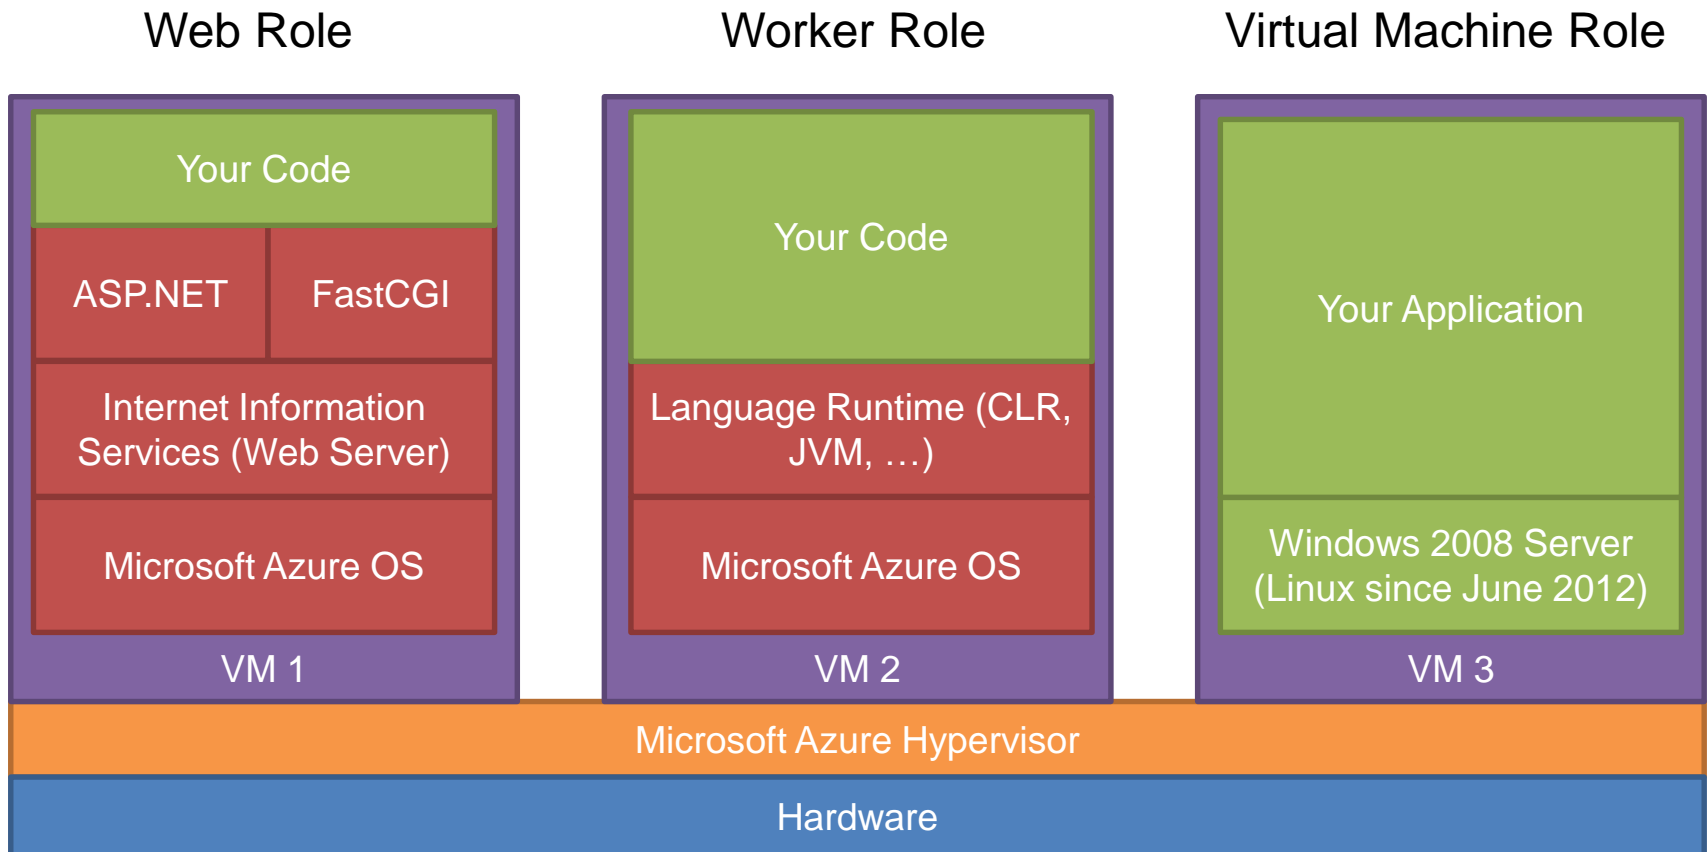 Web Role
Worker Role
Virtual Machine Role
Your Code
ASP.NET
FastCGI
Internet Information
Services (Web Server)
Microsoft Azure OS
VM 1
Your Code
Language Runtime (CLR,
JVM, …)
Microsoft Azure OS
VM 2
Your Application
Windows 2008 Server
(Linux since June 2012)
VM 3
Microsoft Azure Hypervisor
Hardware